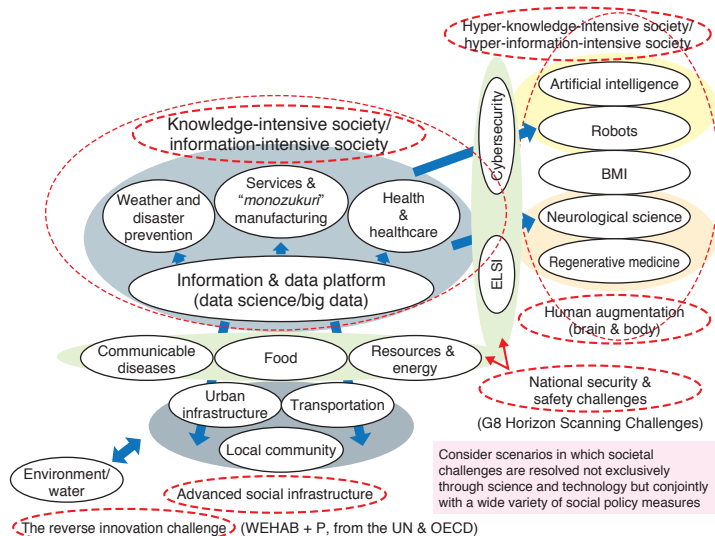 Hyper-knowledge-intensive society/
hyper-information-intensive society
Artificial intelligence
Robots
BMI
Neurological science
Regenerative medicine
Cybersecurity
ELSI
Knowledge-intensive society/
information-intensive society
Weather and
disaster
prevention
Services &
“monozukuri”
manufacturing
Health
&
healthcare
Information & data platform
(data science/big data)
Human augmentation
(brain & body)
Communicable
diseases
Food
Resources &
energy
National security &
safety challenges
(G8 Horizon Scanning Challenges)
Urban
infrastructure
Transportation
Local community
Consider scenarios in which societal
challenges are resolved not exclusively
through science and technology but conjointly
with a wide variety of social policy measures
Environment/
water
Advanced social infrastructure
The reverse innovation challenge
(WEHAB + P, from the UN & OECD)